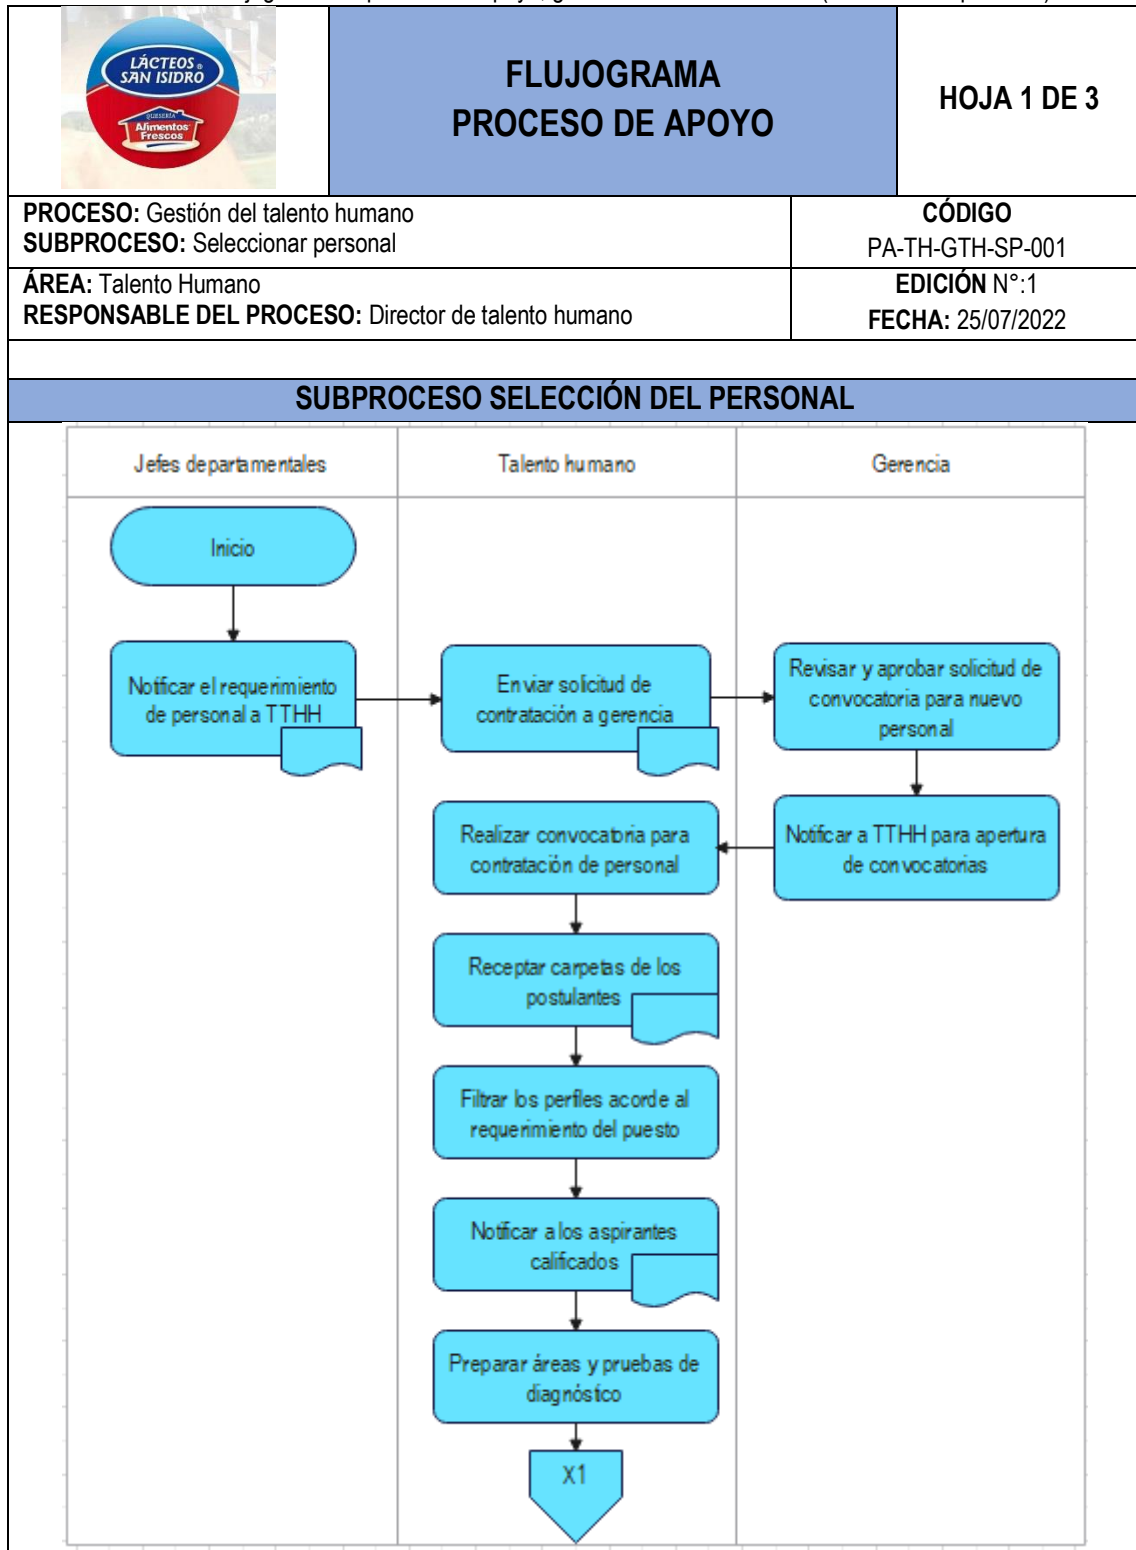 LÁCTEOS
SAN ISIDRO
QUESERÍA
Alimentos
Frescos
FLUJOGRAMA
PROCESO DE APOYO
HOJA 1 DE 3
PROCESO: Gestión del talento humano
SUBPROCESO: Seleccionar personal
CÓDIGO
PA-TH-GTH-SP-001
ÁREA: Talento Humano
RESPONSABLE DEL PROCESO: Director de talento humano
EDICIÓN N°:1
FECHA: 25/07/2022
SUBPROCESO SELECCIÓN DEL PERSONAL
Jefes departamentales
Talento humano
Gerencia
Inicio
Notificar el requerimiento
de personal a TTHH
Enviar solicitud de
contratación a gerencia
Revisar y aprobar solicitud de
convocatoria para nuevo
personal
Realizar convocatoria para
contratación de personal
Notificar a TTHH para apertura
de convocatorias
Receptar carpetas de los
postulantes
Filtrar los perfiles acorde al
requerimiento del puesto
Notificar a los aspirantes
calificados
Preparar áreas y pruebas de
diagnóstico
X1